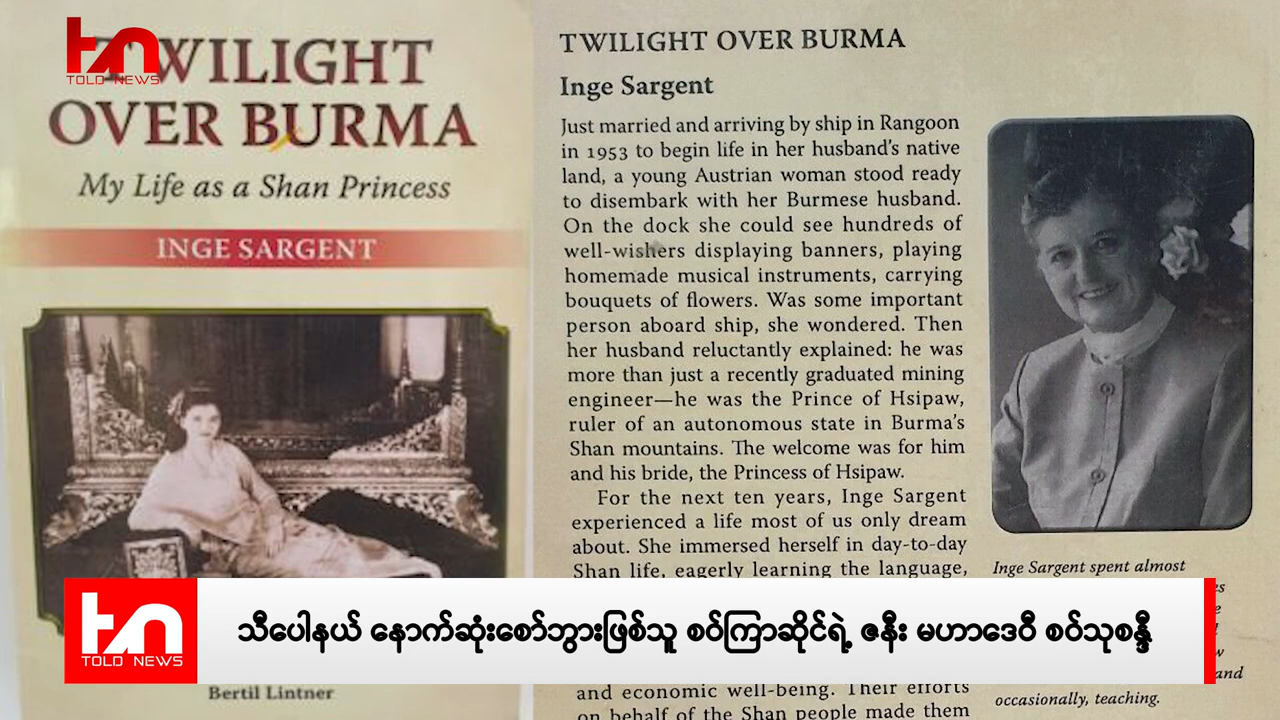 tn
TOLD NEWS
TWILIGHT
OVER BURMA
My Life as a Shan Princess
INGE SARGENT
Bertil Lintner
TWILIGHT OVER BURMA
Inge Sargent
Just married and arriving by ship in Rangoon
in 1953 to begin life in her husband's native
land, a young Austrian woman stood ready
to disembark with her Burmese husband.
On the dock she could see hundreds of
well-wishers displaying banners, playing
homemade musical instruments, carrying
bouquets of flowers. Was some important
person aboard ship, she wondered. Then
her husband reluctantly explained: he was
more than just a recently graduated mining
engineer—he was the Prince of Hsipaw,
ruler of an autonomous state in Burma's
Shan mountains. The welcome was for him
and his bride, the Princess of Hsipaw.
For the next ten years, Inge Sargent
experienced a life most of us only dream
about. She immersed herself in day-to-day
Shan life, eagerly learning the language,
and economic well-being. Their efforts
on behalf of the Shan people made them
Inge Sargent spent almost
and
occasionally, teaching.
tn
TOLD NEWS
သီပေါနယ် နောက်ဆုံးစော်ဘွားဖြစ်သူ စဝ်ကြာဆိုင်ရဲ့ ဇနီး မဟာဒေဝီ စဝ်သုစန္ဒီ